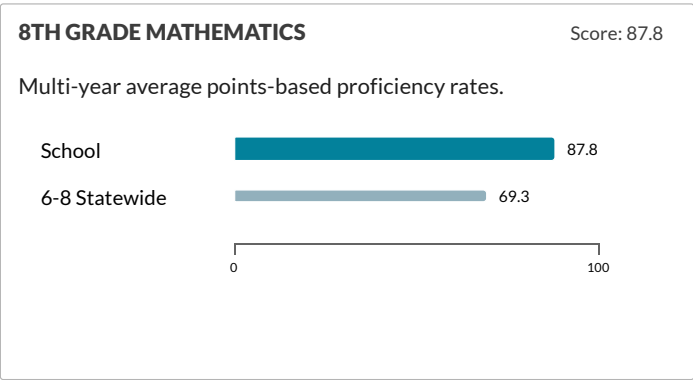 8TH GRADE MATHEMATICS Score: 87.8
Multi-year average points-based proficiency rates.
School 87.8
6-8 Statewide 69.3
0 100